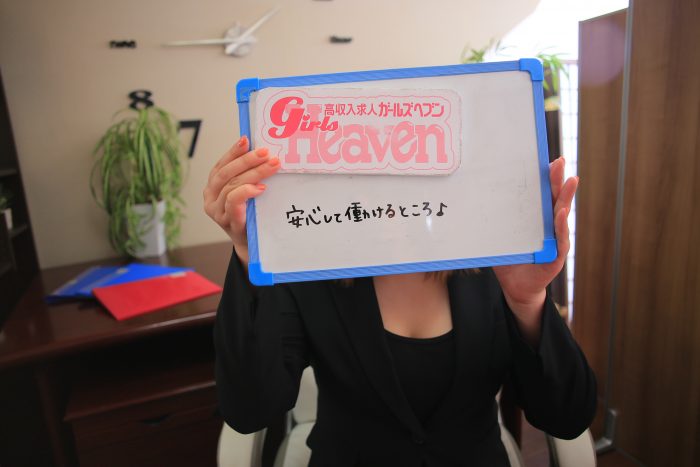 高収入求人 ガールズヘブン
Girls
Heaven
安心して働けるところ♪
8
7